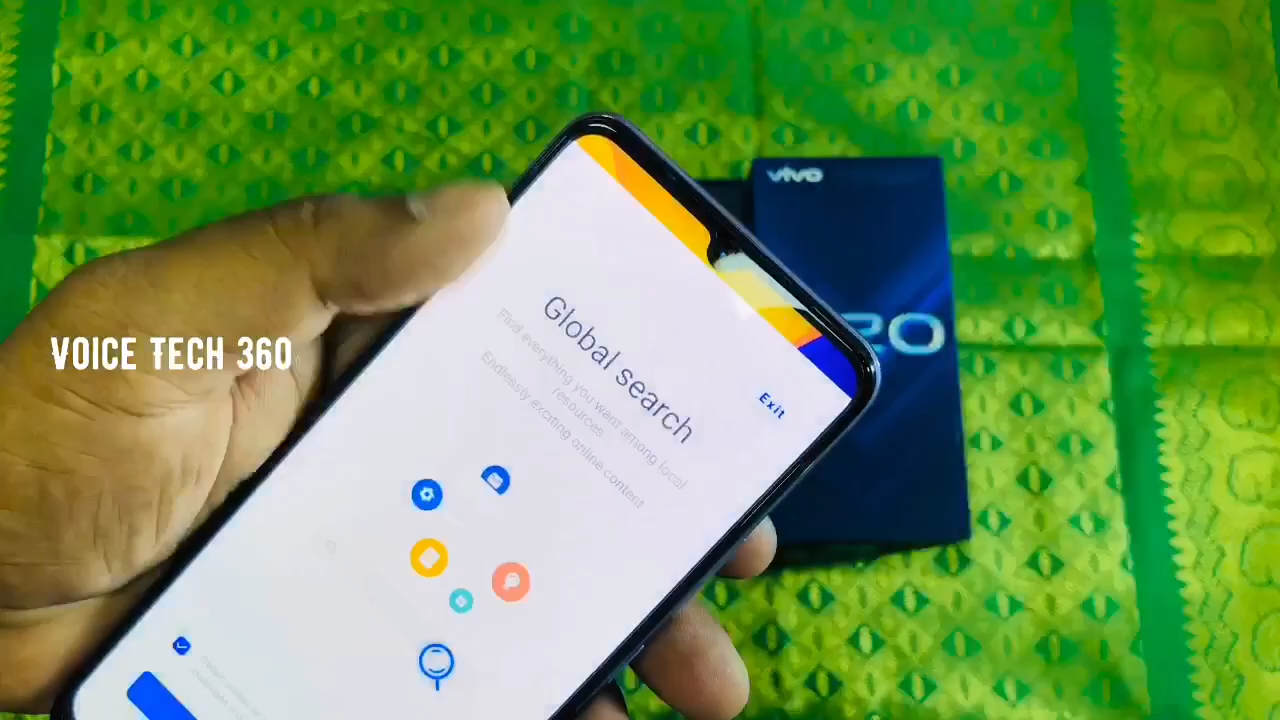 vivo
20
VOICE TECH 360
Global search
Find everything you want among local
resources
Endlessly exciting online content
Exit